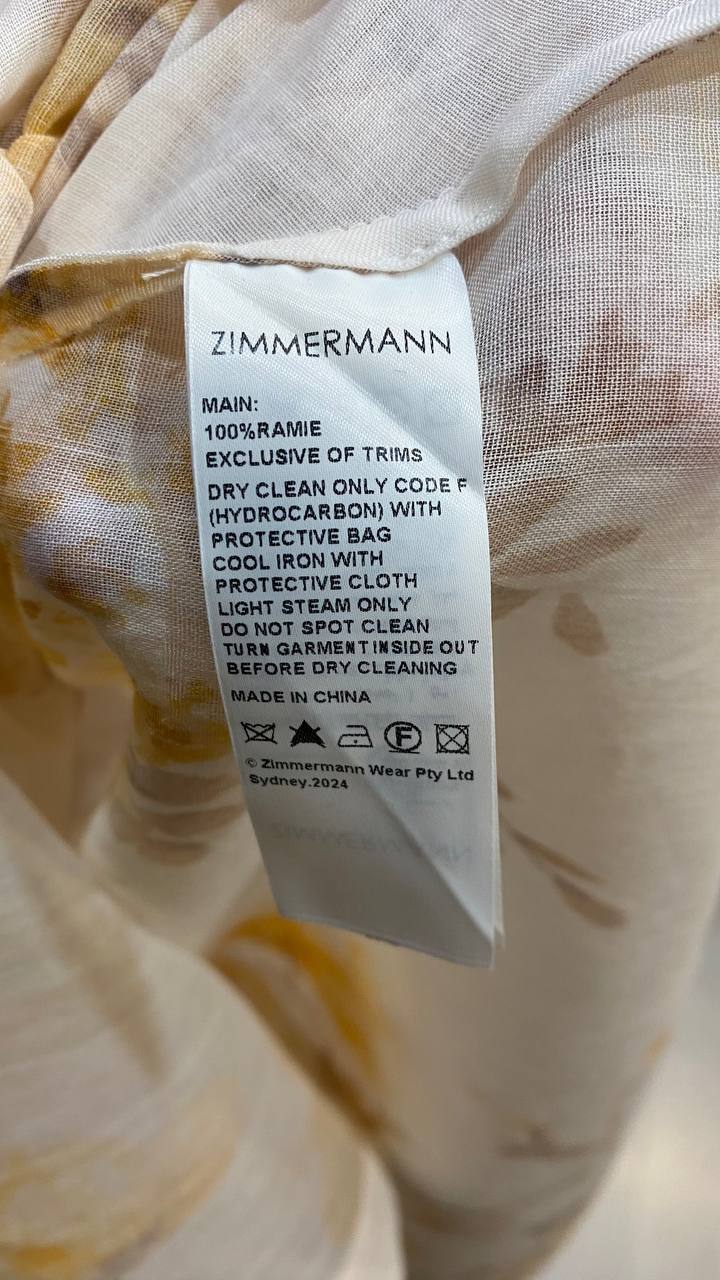 ZIMMERMANN
MAIN:
100%RAMIE
EXCLUSIVE OF TRIMS
DRY CLEAN ONLY CODE F
(HYDROCARBON) WITH
PROTECTIVE BAG
COOL IRON WITH
PROTECTIVE CLOTH
LIGHT STEAM ONLY
DO NOT SPOT CLEAN
TURN GARMENT INSIDE OUT
BEFORE DRY CLEANING
MADE IN CHINA
F
© Zimmermann Wear Pty Ltd
Sydney.2024